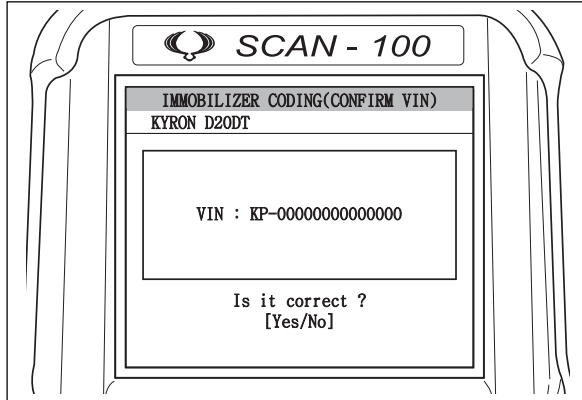 SCAN - 100
IMMOBILIZER CODING(CONFIRM VIN)
KYRON D20DT
VIN : KP-00000000000000
Is it correct ?
[Yes/No]